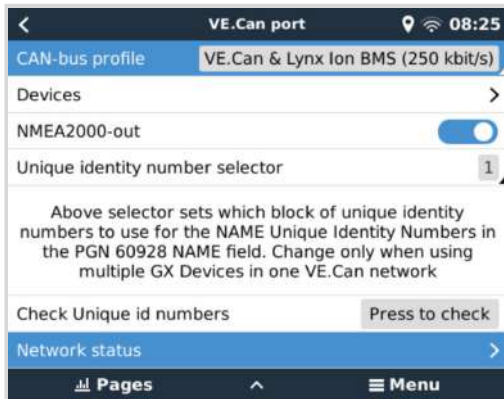 VE.Can port 08:25
CAN-bus profile VE.Can & Lynx Ion BMS (250 kbit/s)
Devices
NMEA2000-out
Unique identity number selector 1
Above selector sets which block of unique identity
numbers to use for the NAME Unique Identity Numbers in
the PGN 60928 NAME field. Change only when using
multiple GX Devices in one VE.Can network
Check Unique id numbers Press to check
Network status
Pages Menu